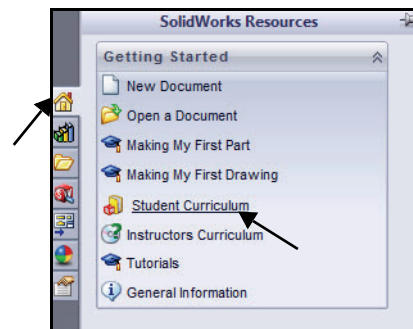 SolidWorks Resources
Getting Started
New Document
Open a Document
Making My First Part
Making My First Drawing
Student Curriculum
Instructors Curriculum
Tutorials
General Information